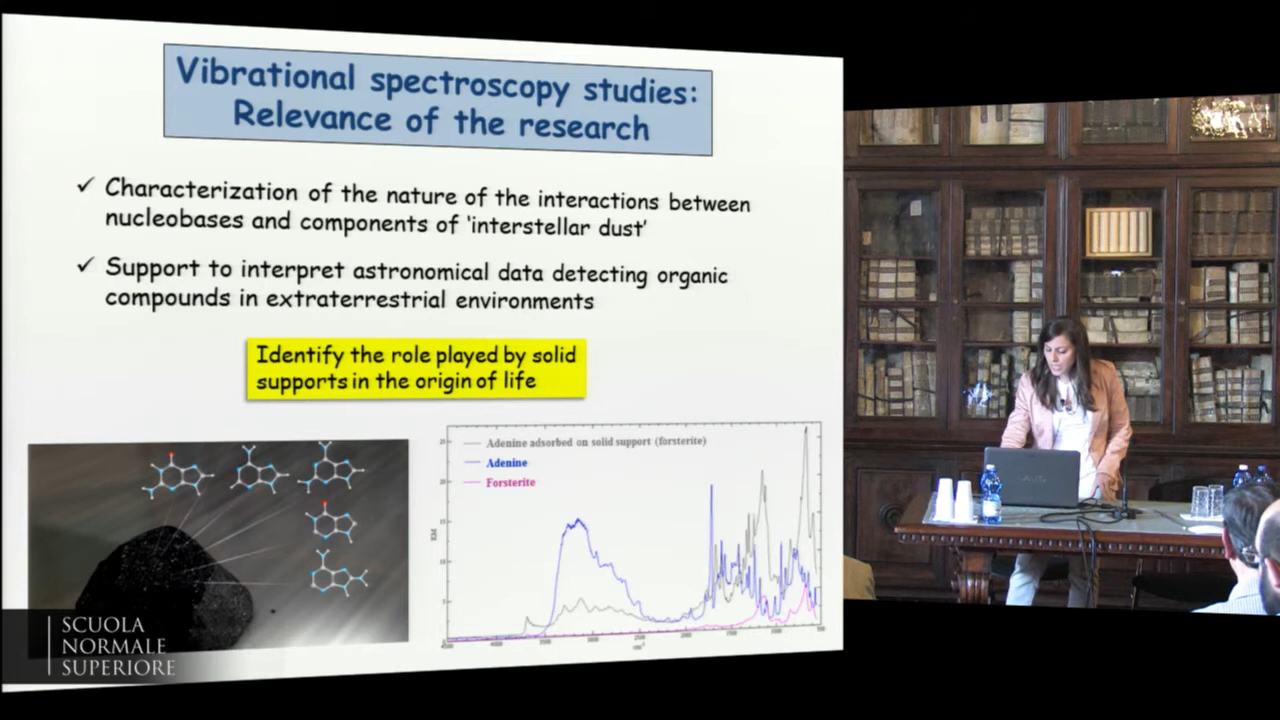 Vibrational spectroscopy studies:
Relevance of the research
✓ Characterization of the nature of the interactions between
nucleobases and components of ‘interstellar dust’
✓ Support to interpret astronomical data detecting organic
compounds in extraterrestrial environments
Identify the role played by solid
supports in the origin of life
Adenine adsorbed on solid support (forsterite)
Adenine
Forsterite
SCUOLA
NORMALE
SUPERIORE